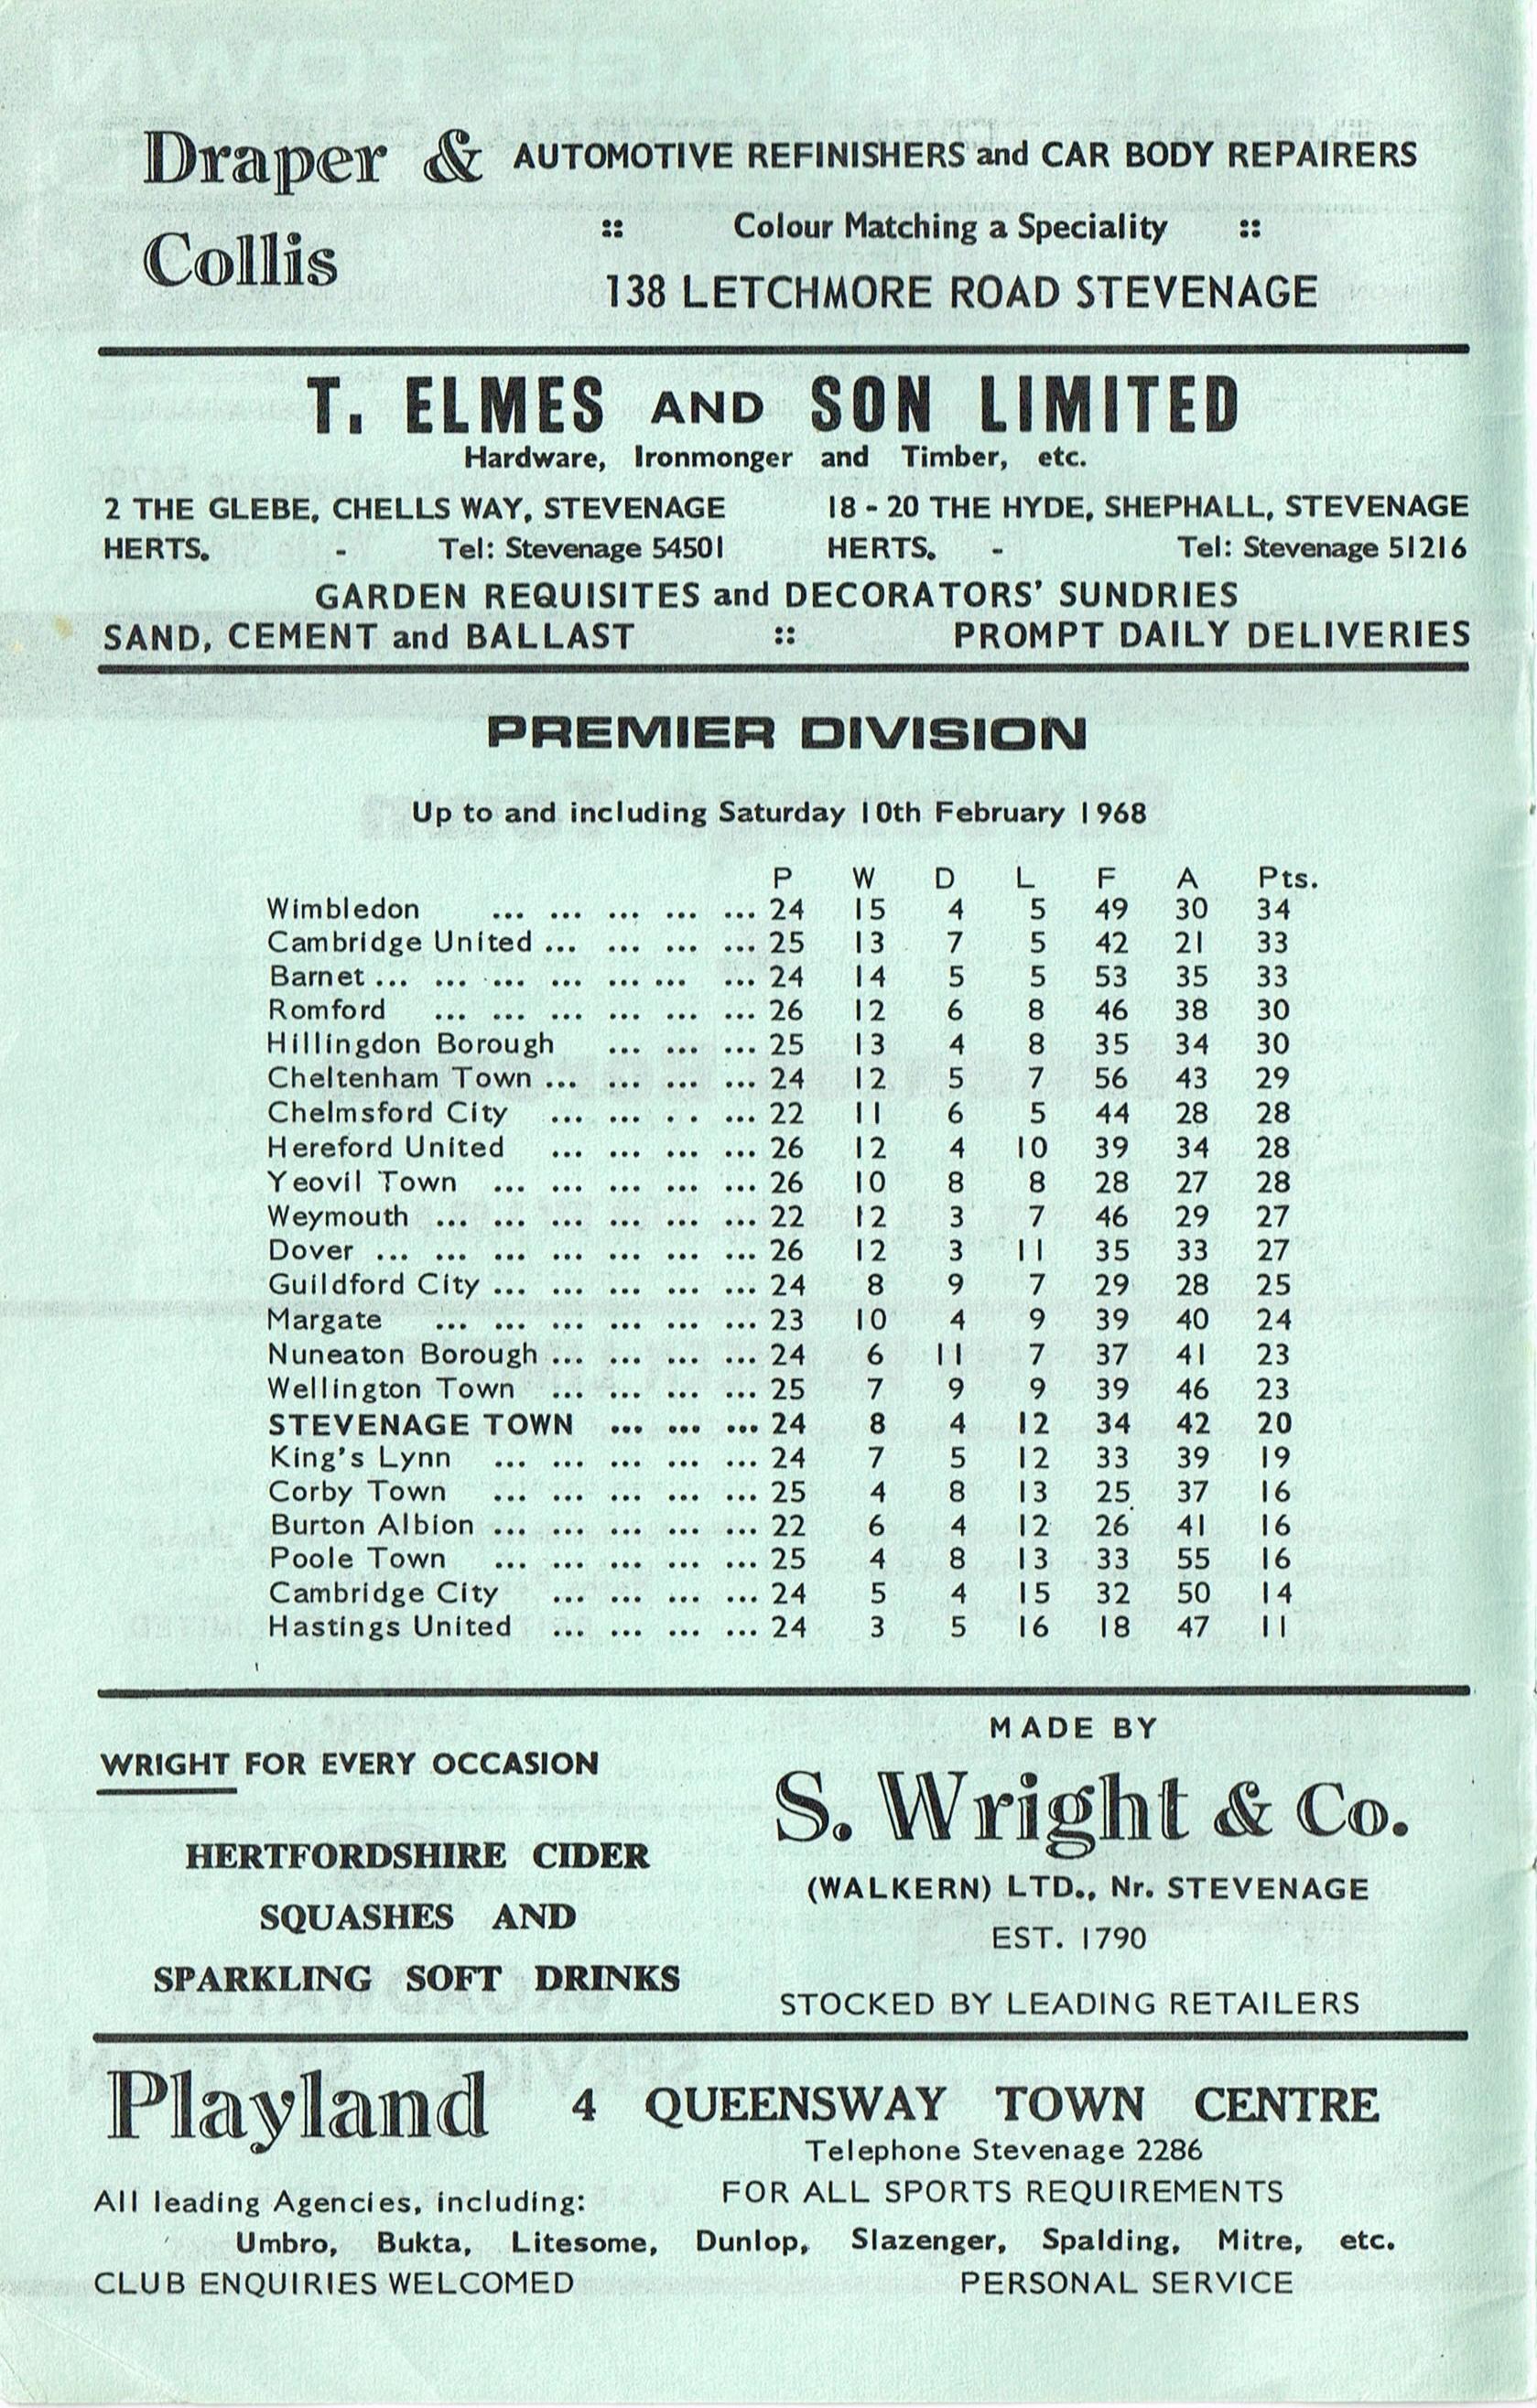 Draper & Collis
AUTOMOTIVE REFINISHERS and CAR BODY REPAIRERS
:: Colour Matching a Speciality ::
138 LETCHMORE ROAD STEVENAGE
T. ELMES AND SON LIMITED
Hardware, Ironmonger and Timber, etc.
2 THE GLEBE, CHELLS WAY, STEVENAGE
HERTS. - Tel: Stevenage 54501
18 - 20 THE HYDE, SHEPHALL, STEVENAGE
HERTS. - Tel: Stevenage 51216
GARDEN REQUISITES and DECORATORS' SUNDRIES
SAND, CEMENT and BALLAST :: PROMPT DAILY DELIVERIES
PREMIER DIVISION
Up to and including Saturday 10th February 1968
P W D L F A Pts.
Wimbledon ... ... ... ... ... 24 15 4 5 49 30 34
Cambridge United ... ... ... ... 25 13 7 5 42 21 33
Barnet ... ... ... ... ... ... ... 24 14 5 5 53 35 33
Romford ... ... ... ... ... ... 26 12 6 8 46 38 30
Hillingdon Borough ... ... ... 25 13 4 8 35 34 30
Cheltenham Town ... ... ... ... 24 12 5 7 56 43 29
Chelmsford City ... ... . . ... 22 11 6 5 44 28 28
Hereford United ... ... ... ... 26 12 4 10 39 34 28
Yeovil Town ... ... ... ... ... 26 10 8 8 28 27 28
Weymouth ... ... ... ... ... ... 22 12 3 7 46 29 27
Dover ... ... ... ... ... ... ... 26 12 3 11 35 33 27
Guildford City ... ... ... ... ... 24 8 9 7 29 28 25
Margate ... ... ... ... ... ... 23 10 4 9 39 40 24
Nuneaton Borough ... ... ... ... 24 6 11 7 37 41 23
Wellington Town ... ... ... ... 25 7 9 9 39 46 23
STEVENAGE TOWN ... ... ... 24 8 4 12 34 42 20
King's Lynn ... ... ... ... ... 24 7 5 12 33 39 19
Corby Town ... ... ... ... ... 25 4 8 13 25 37 16
Burton Albion ... ... ... ... ... 22 6 4 12 26 41 16
Poole Town ... ... ... ... ... 25 4 8 13 33 55 16
Cambridge City ... ... ... ... 24 5 4 15 32 50 14
Hastings United ... ... ... ... 24 3 5 16 18 47 11
WRIGHT FOR EVERY OCCASION
HERTFORDSHIRE CIDER
SQUASHES AND
SPARKLING SOFT DRINKS
MADE BY
S. Wright & Co.
(WALKERN) LTD., Nr. STEVENAGE
EST. 1790
STOCKED BY LEADING RETAILERS
Playland 4 QUEENSWAY TOWN CENTRE
Telephone Stevenage 2286
FOR ALL SPORTS REQUIREMENTS
All leading Agencies, including:
Umbro, Bukta, Litesome, Dunlop, Slazenger, Spalding, Mitre, etc.
CLUB ENQUIRIES WELCOMED PERSONAL SERVICE